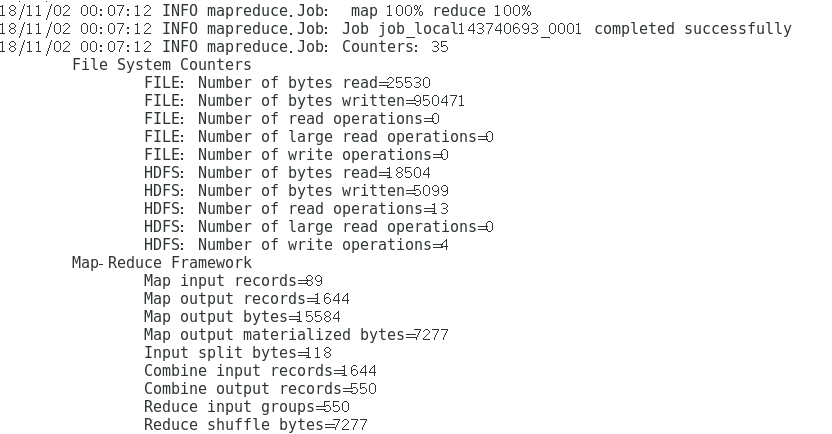 18/11/02 00:07:12 INFO mapreduce.Job:  map 100% reduce 100%
18/11/02 00:07:12 INFO mapreduce.Job: Job job_local143740693_0001 completed successfully
18/11/02 00:07:12 INFO mapreduce.Job: Counters: 35
File System Counters
FILE: Number of bytes read=25530
FILE: Number of bytes written=950471
FILE: Number of read operations=0
FILE: Number of large read operations=0
FILE: Number of write operations=0
HDFS: Number of bytes read=18504
HDFS: Number of bytes written=5099
HDFS: Number of read operations=13
HDFS: Number of large read operations=0
HDFS: Number of write operations=4
Map-Reduce Framework
Map input records=89
Map output records=1644
Map output bytes=15584
Map output materialized bytes=7277
Input split bytes=118
Combine input records=1644
Combine output records=550
Reduce input groups=550
Reduce shuffle bytes=7277